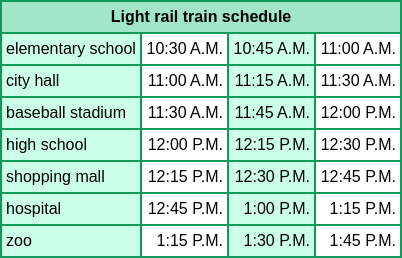 Light rail train schedule
elementary school 10:30 A.M. 10:45 A.M. 11:00 A.M.
city hall 11:00 A.M. 11:15 A.M. 11:30 A.M.
baseball stadium 11:30 A.M. 11:45 A.M. 12:00 P.M.
high school 12:00 P.M. 12:15 P.M. 12:30 P.M.
shopping mall 12:15 P.M. 12:30 P.M. 12:45 P.M.
hospital 12:45 P.M. 1:00 P.M. 1:15 P.M.
zoo 1:15 P.M. 1:30 P.M. 1:45 P.M.